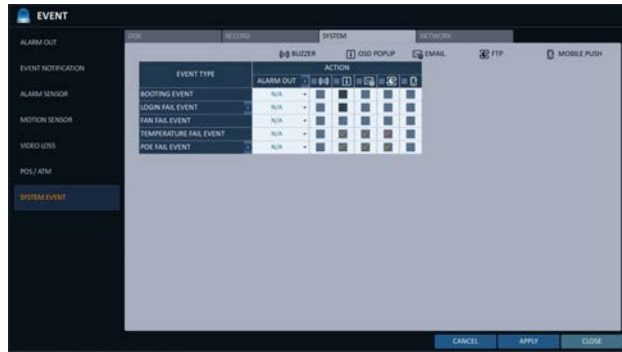 EVENT
ALARM OUT
EVENT NOTIFICATION
ALARM SENSOR
MOTION SENSOR
VIDEO LOSS
POS / ATM
SYSTEM EVENT
DISK RECORD SYSTEM NETWORK
BUZZER OSD POPUP EMAIL FTP MOBILE PUSH
EVENT TYPE ACTION
ALARM OUT
BOOTING EVENT N/A
LOGIN FAIL EVENT N/A
FAN FAIL EVENT N/A
TEMPERATURE FAIL EVENT N/A
POE FAIL EVENT N/A
CANCEL APPLY CLOSE